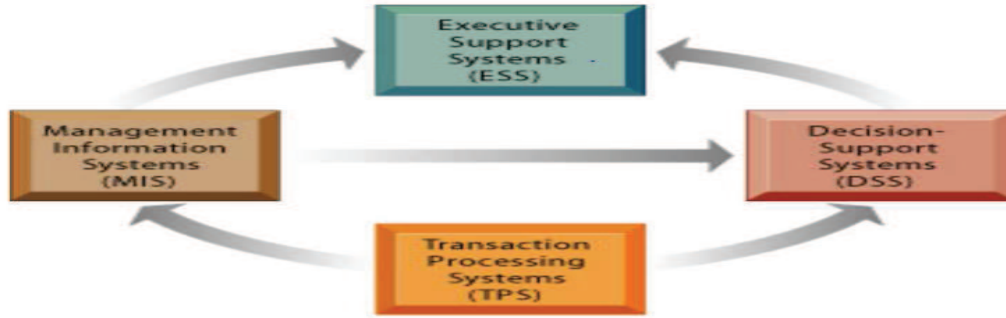 Executive
Support
Systems
(ESS)
Management
Information
Systems
(MIS)
Decision-
Support
Systems
(DSS)
Transaction
Processing
Systems
(TPS)